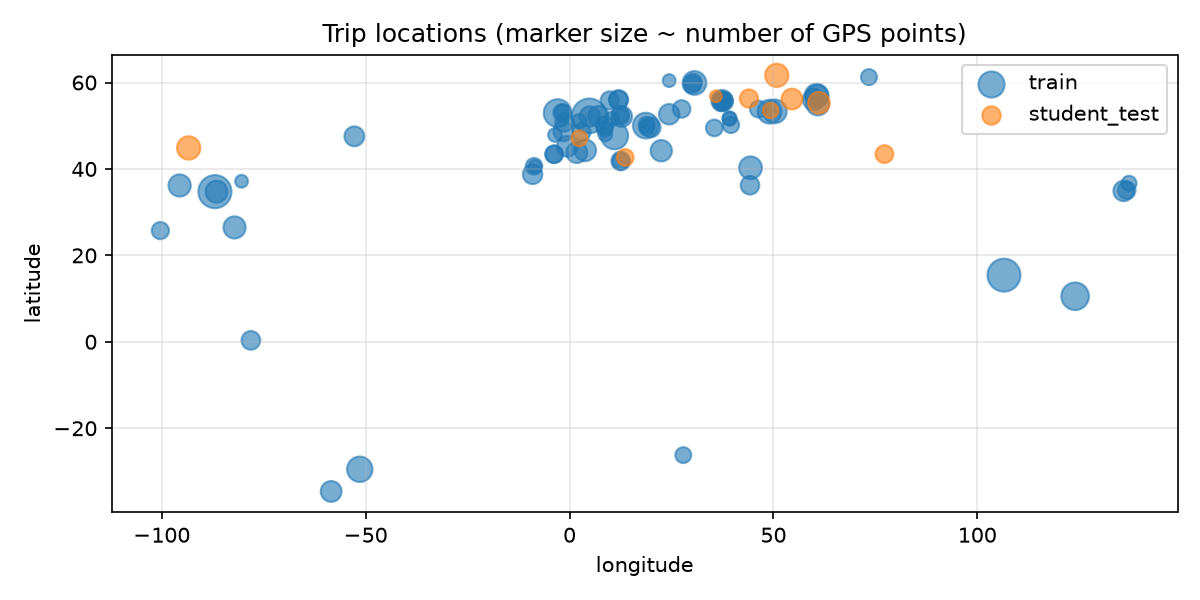 Trip locations (marker size ~ number of GPS points)
train
student_test
60
40
20
0
−20
latitude
−100
−50
0
50
100
longitude